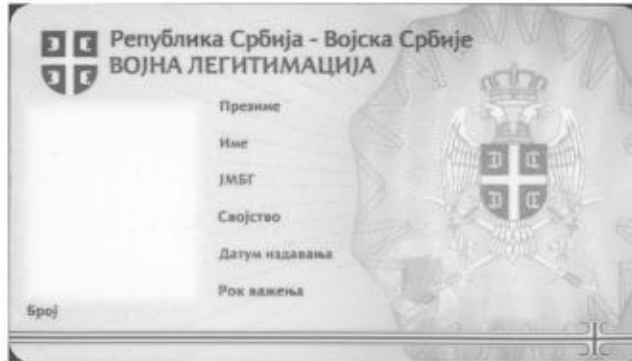 Република Србија - Војска Србије
ВОЈНА ЛЕГИТИМАЦИЈА
Презиме
Име
ЈМБГ
Својство
Датум издавања
Рок важења
Број